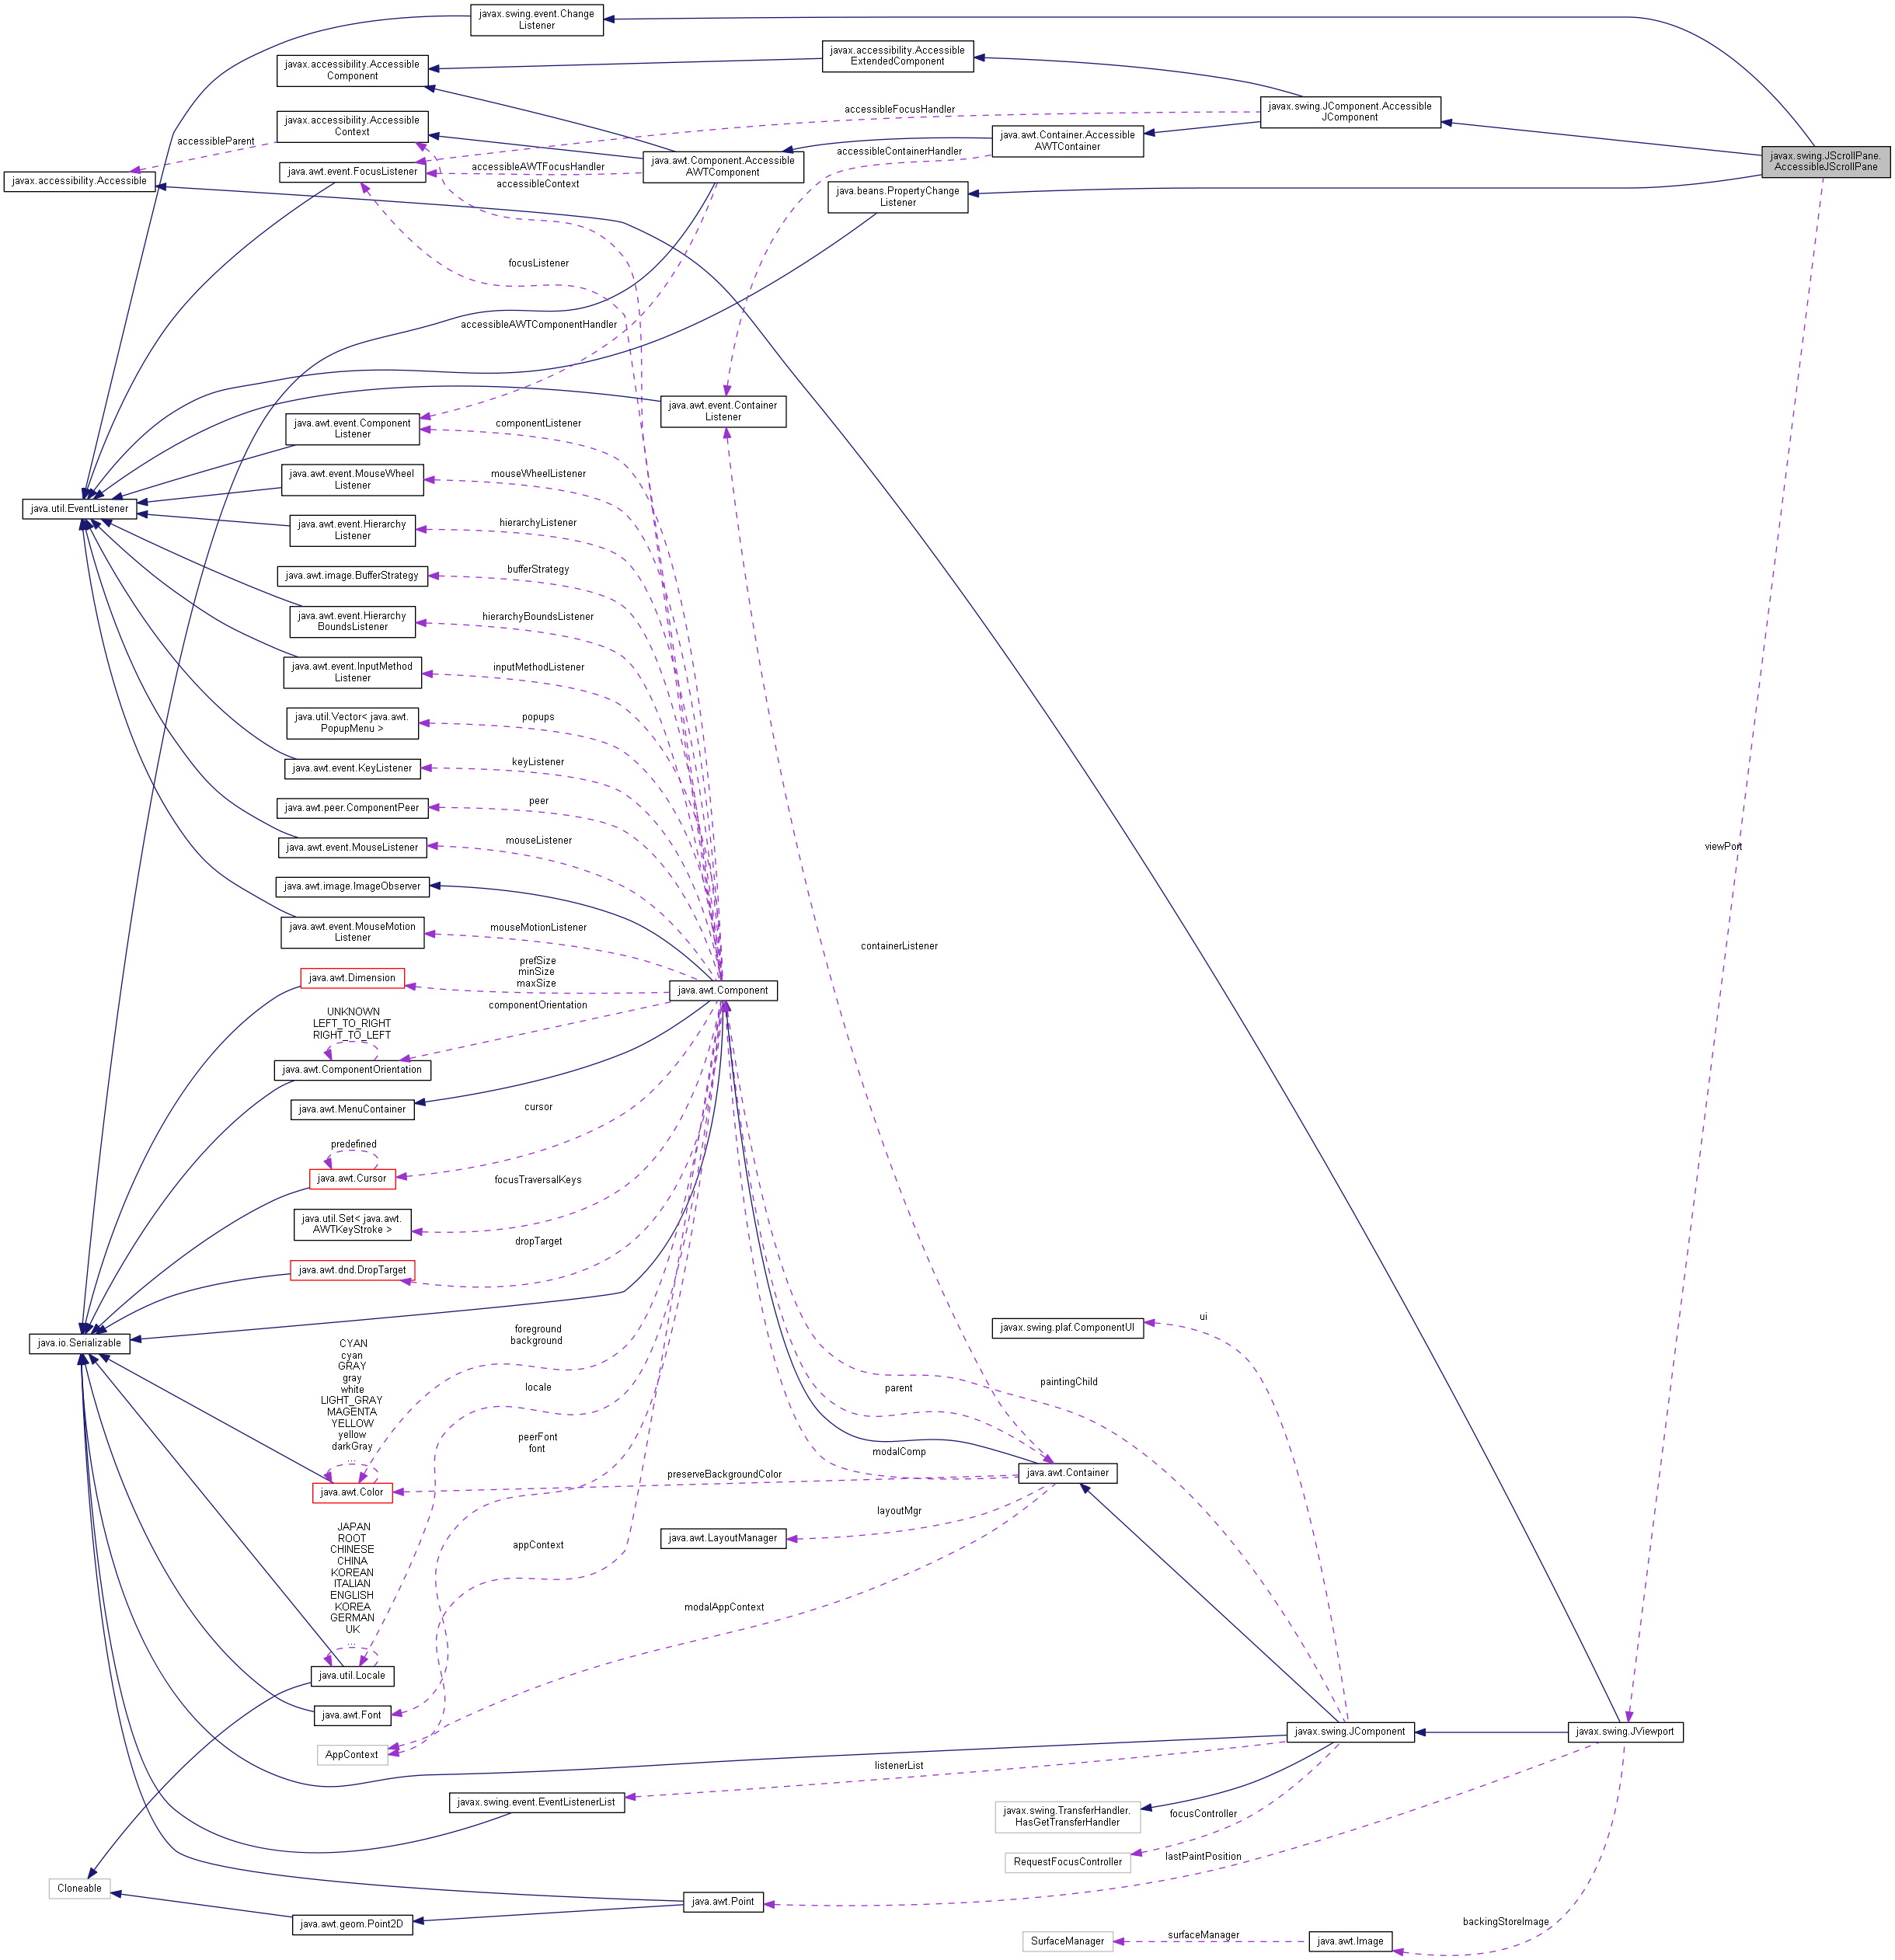 javax.swing.event.Change
Listener
javax.accessibility.Accessible
ExtendedComponent
javax.accessibility.Accessible
Component
javax.swing.JComponent.Accessible
JComponent
accessibleFocusHandler
javax.accessibility.Accessible
Context
java.awt.Container.Accessible
AWTContainer
accessibleParent
accessibleContainerHandler
javax.swing.JScrollPane.
AccessibleJScrollPane
java.awt.Component.Accessible
AWTComponent
accessibleAWTFocusHandler
java.awt.event.FocusListener
javax.accessibility.Accessible
accessibleContext
java.beans.PropertyChange
Listener
focusListener
accessibleAWTComponentHandler
java.awt.event.Container
Listener
java.awt.event.Component
Listener
componentListener
java.awt.event.MouseWheel
Listener
mouseWheelListener
java.util.EventListener
java.awt.event.Hierarchy
Listener
hierarchyListener
java.awt.image.BufferStrategy
bufferStrategy
java.awt.event.Hierarchy
BoundsListener
hierarchyBoundsListener
java.awt.event.InputMethod
Listener
inputMethodListener
java.util.Vector< java.awt.
PopupMenu >
popups
java.awt.event.KeyListener
keyListener
java.awt.peer.ComponentPeer
peer
java.awt.event.MouseListener
mouseListener
viewPort
java.awt.image.ImageObserver
java.awt.event.MouseMotion
Listener
mouseMotionListener
containerListener
java.awt.Dimension
prefSize
minSize
maxSize
java.awt.Component
componentOrientation
UNKNOWN
LEFT_TO_RIGHT
RIGHT_TO_LEFT
java.awt.ComponentOrientation
java.awt.MenuContainer
cursor
predefined
java.awt.Cursor
focusTraversalKeys
java.util.Set< java.awt.
AWTKeyStroke >
dropTarget
java.awt.dnd.DropTarget
javax.swing.plaf.ComponentUI
ui
java.io.Serializable
foreground
background
CYAN
cyan
GRAY
gray
white
LIGHT_GRAY
MAGENTA
YELLOW
yellow
darkGray
...
java.awt.Color
locale
parent
paintingChild
peerFont
font
modalComp
preserveBackgroundColor
java.awt.Container
layoutMgr
java.awt.LayoutManager
appContext
JAPAN
ROOT
CHINESE
CHINA
KOREAN
ITALIAN
ENGLISH
KOREA
GERMAN
UK
...
java.util.Locale
modalAppContext
java.awt.Font
AppContext
javax.swing.JComponent
javax.swing.JViewport
listenerList
javax.swing.event.EventListenerList
javax.swing.TransferHandler.
HasGetTransferHandler
focusController
RequestFocusController
lastPaintPosition
Cloneable
java.awt.Point
java.awt.geom.Point2D
backingStoreImage
SurfaceManager
surfaceManager
java.awt.Image